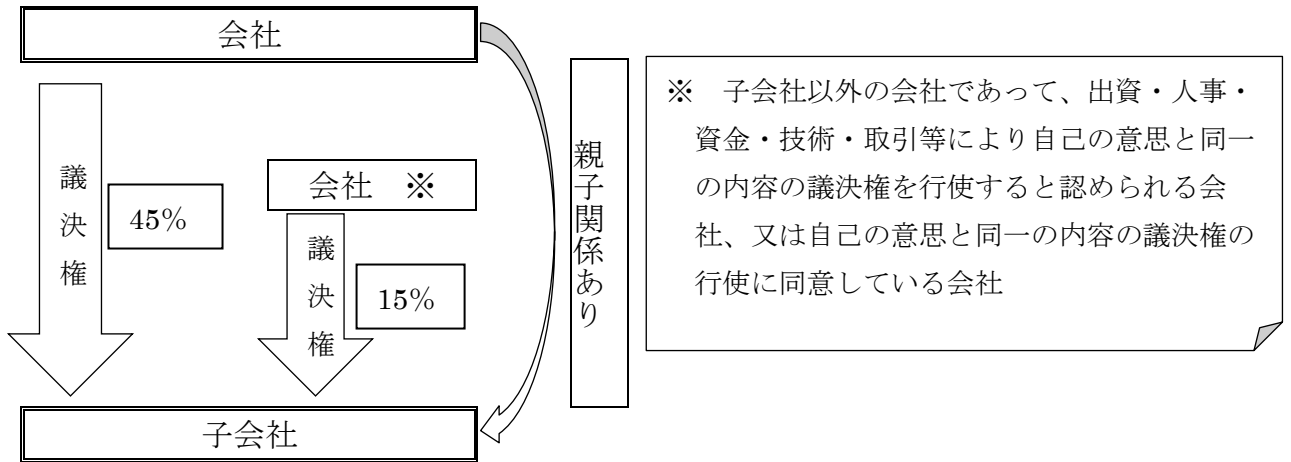 会社
議決権
45%
会社 ※
議決権
15%
子会社
親子関係あり
※ 子会社以外の会社であって、出資・人事・
資金・技術・取引等により自己の意思と同一
の内容の議決権を行使すると認められる会
社、又は自己の意思と同一の内容の議決権の
行使に同意している会社